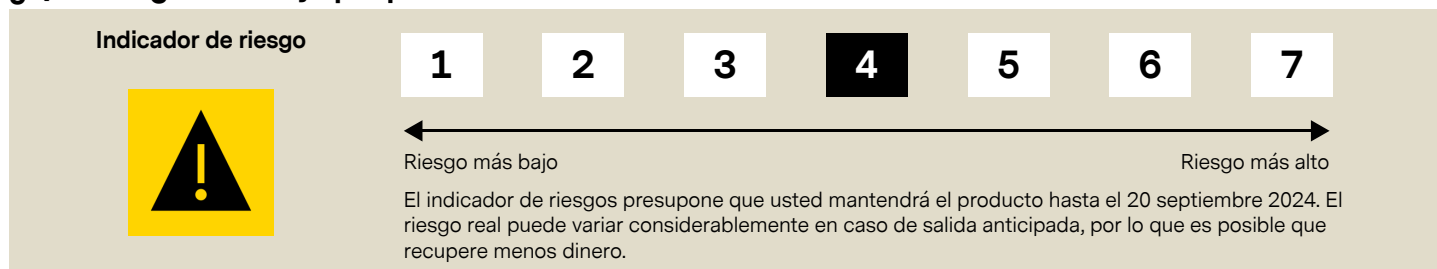 Indicador de riesgo
1 2 3 4 5 6 7
Riesgo más bajo Riesgo más alto
El indicador de riesgos presupone que usted mantendrá el producto hasta el 20 septiembre 2024. El
riesgo real puede variar considerablemente en caso de salida anticipada, por lo que es posible que
recupere menos dinero.